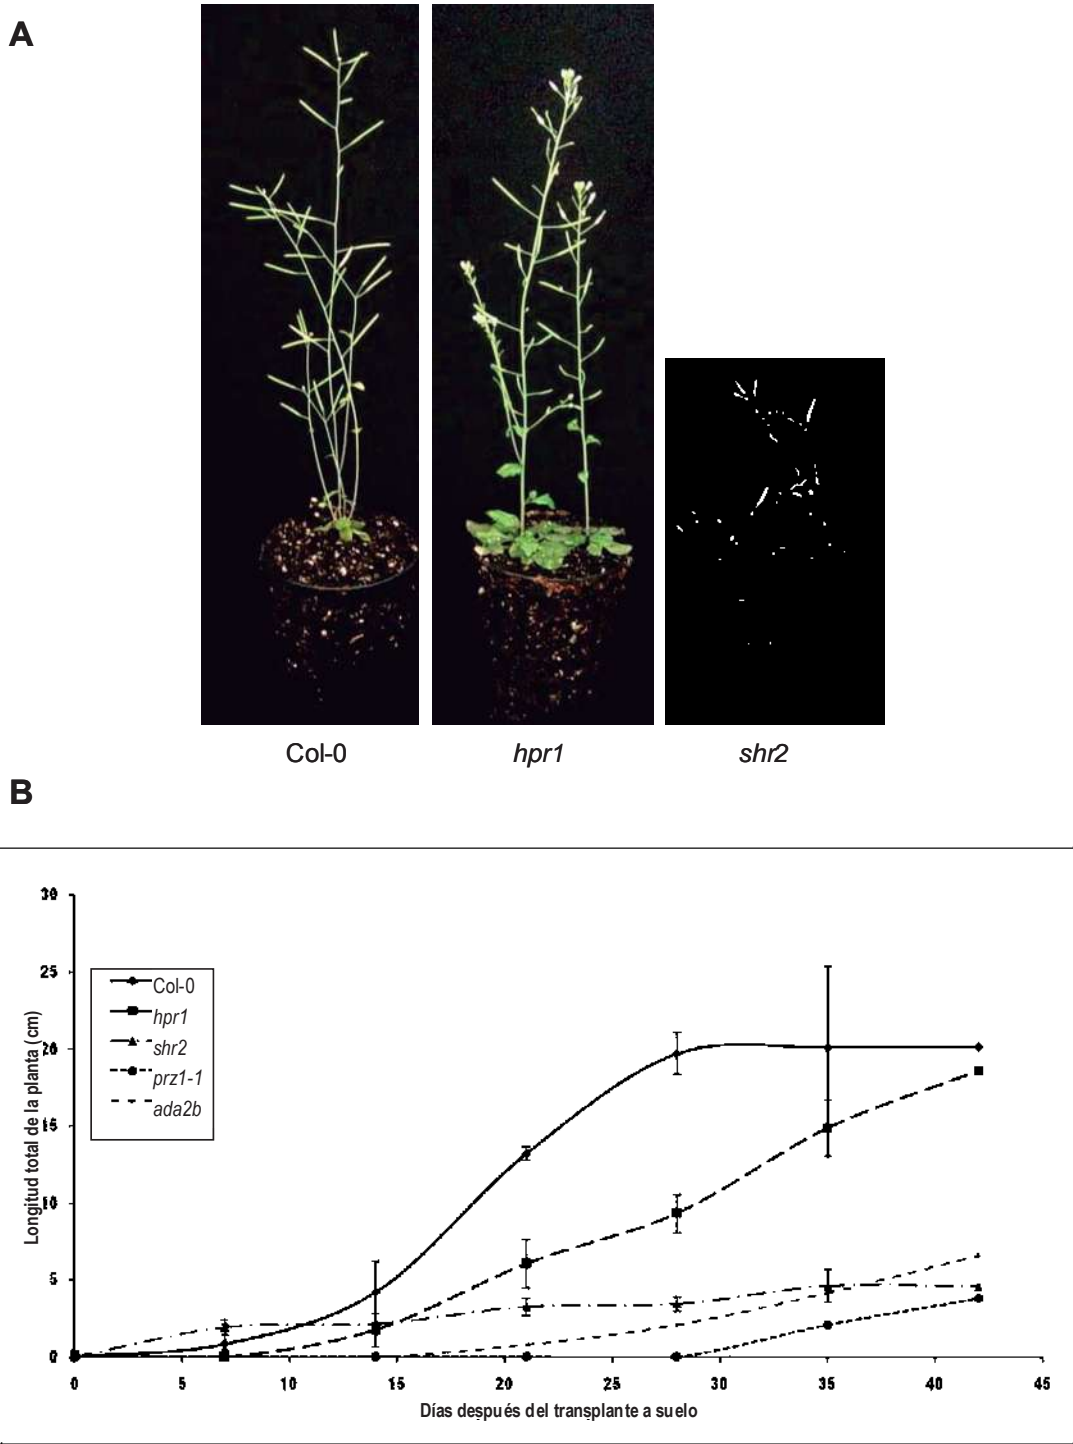 A
Col-0
hpr1
shr2
B
30
25
20
15
10
5
0
Longitud total de la planta (cm)
Col-0
hpr1
shr2
prz1-1
ada2b
0 5 10 15 20 25 30 35 40 45
Días después del transplante a suelo